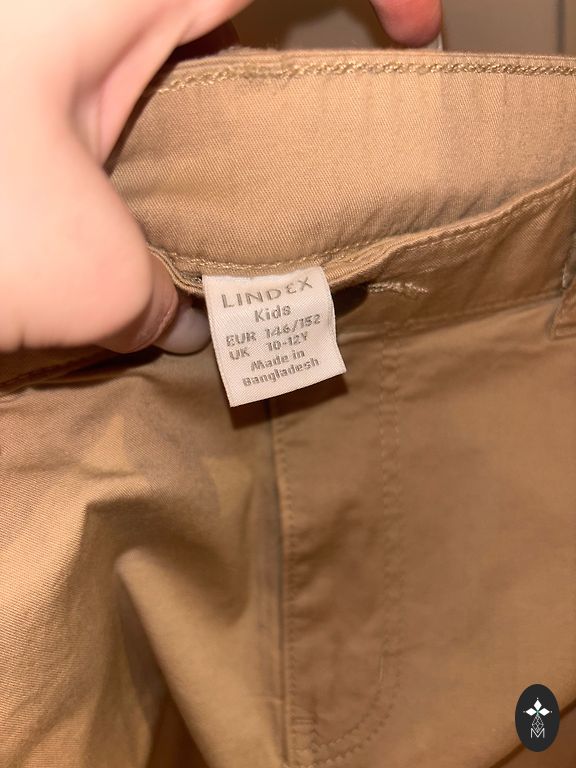 LINDEX
Kids
EUR 146/152
UK 10-12Y
Made in
Bangladesh
M